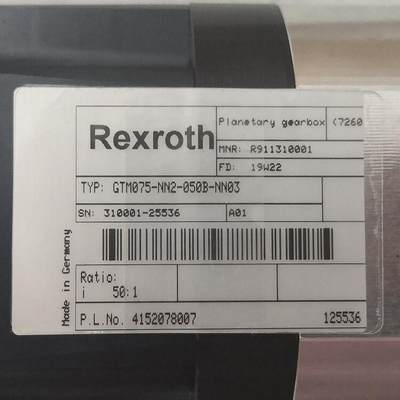 Rexroth
Planetary gearbox (7260
MNR: R911310001
FD: 19W22
TYP: GTM075-NN2-050B-NN03
SN: 310001-25536
A01
Made in Germany
Ratio:
i 50:1
P.L.No. 4152078007
125536